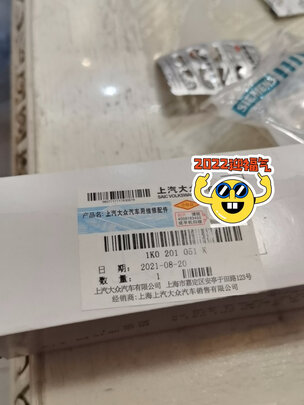 上汽大众
SAIC VOLKSW
2022迎福气
产品名: 上汽大众汽车用维修配件
1K0 201 051 K
日 期: 2021-08-20
数 量: 1
上汽大众汽车有限公司 上海市嘉定区安亭于田路123号
经销商:上海上汽大众汽车销售有限公司